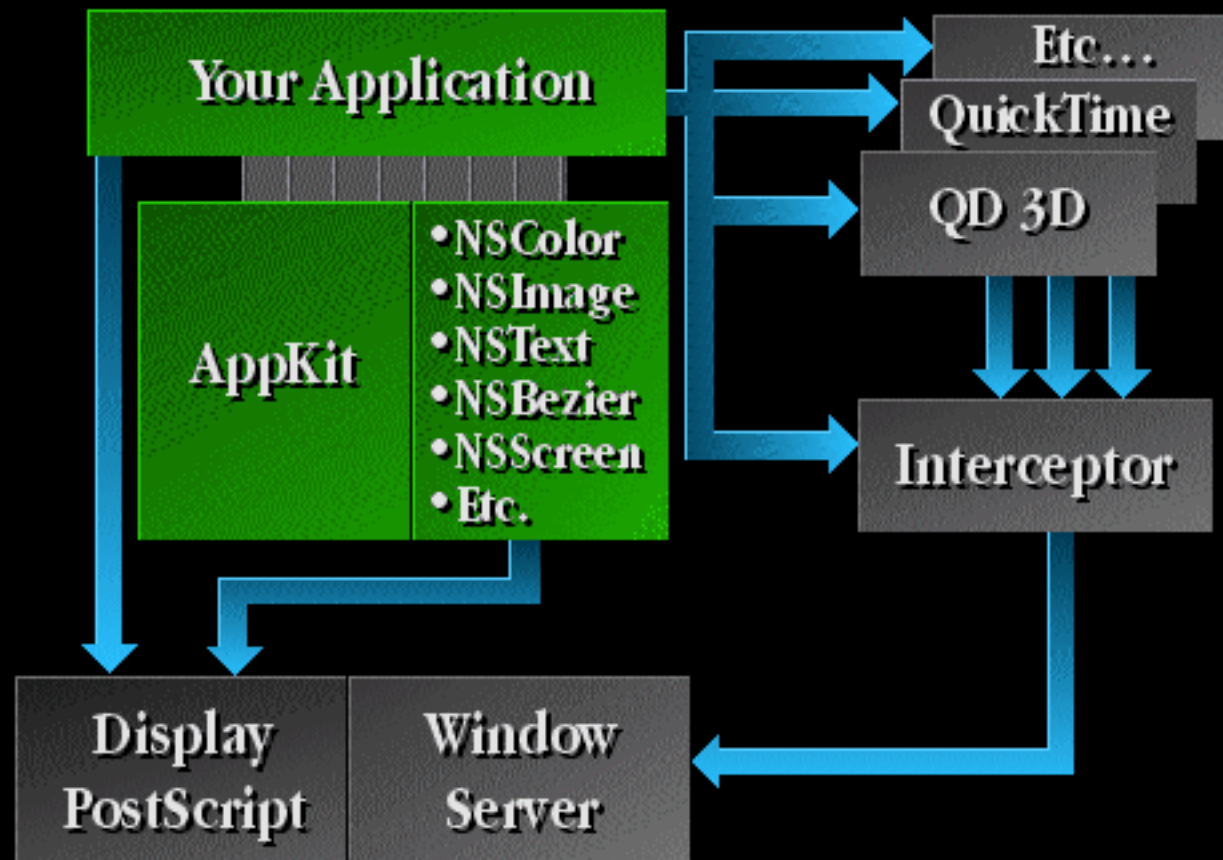 Your Application
Etc...
QuickTime
QD 3D
AppKit
•NSColor
•NSImage
•NSText
•NSBezier
•NSScreen
•Etc.
Interceptor
Display
PostScript
Window
Server